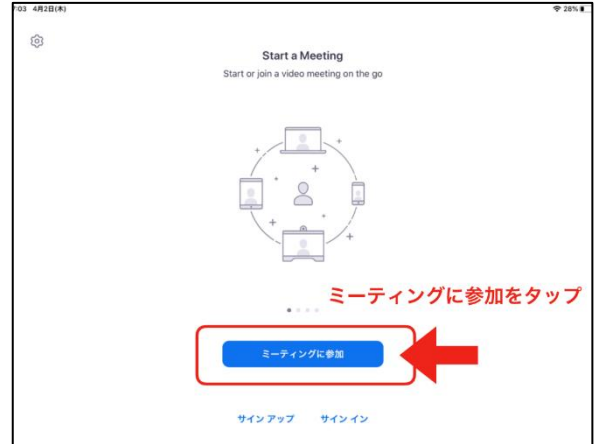 7:03 4月2日(木)
28%
Start a Meeting
Start or join a video meeting on the go
ミーティングに参加をタップ
ミーティングに参加
サイン アップ サイン イン